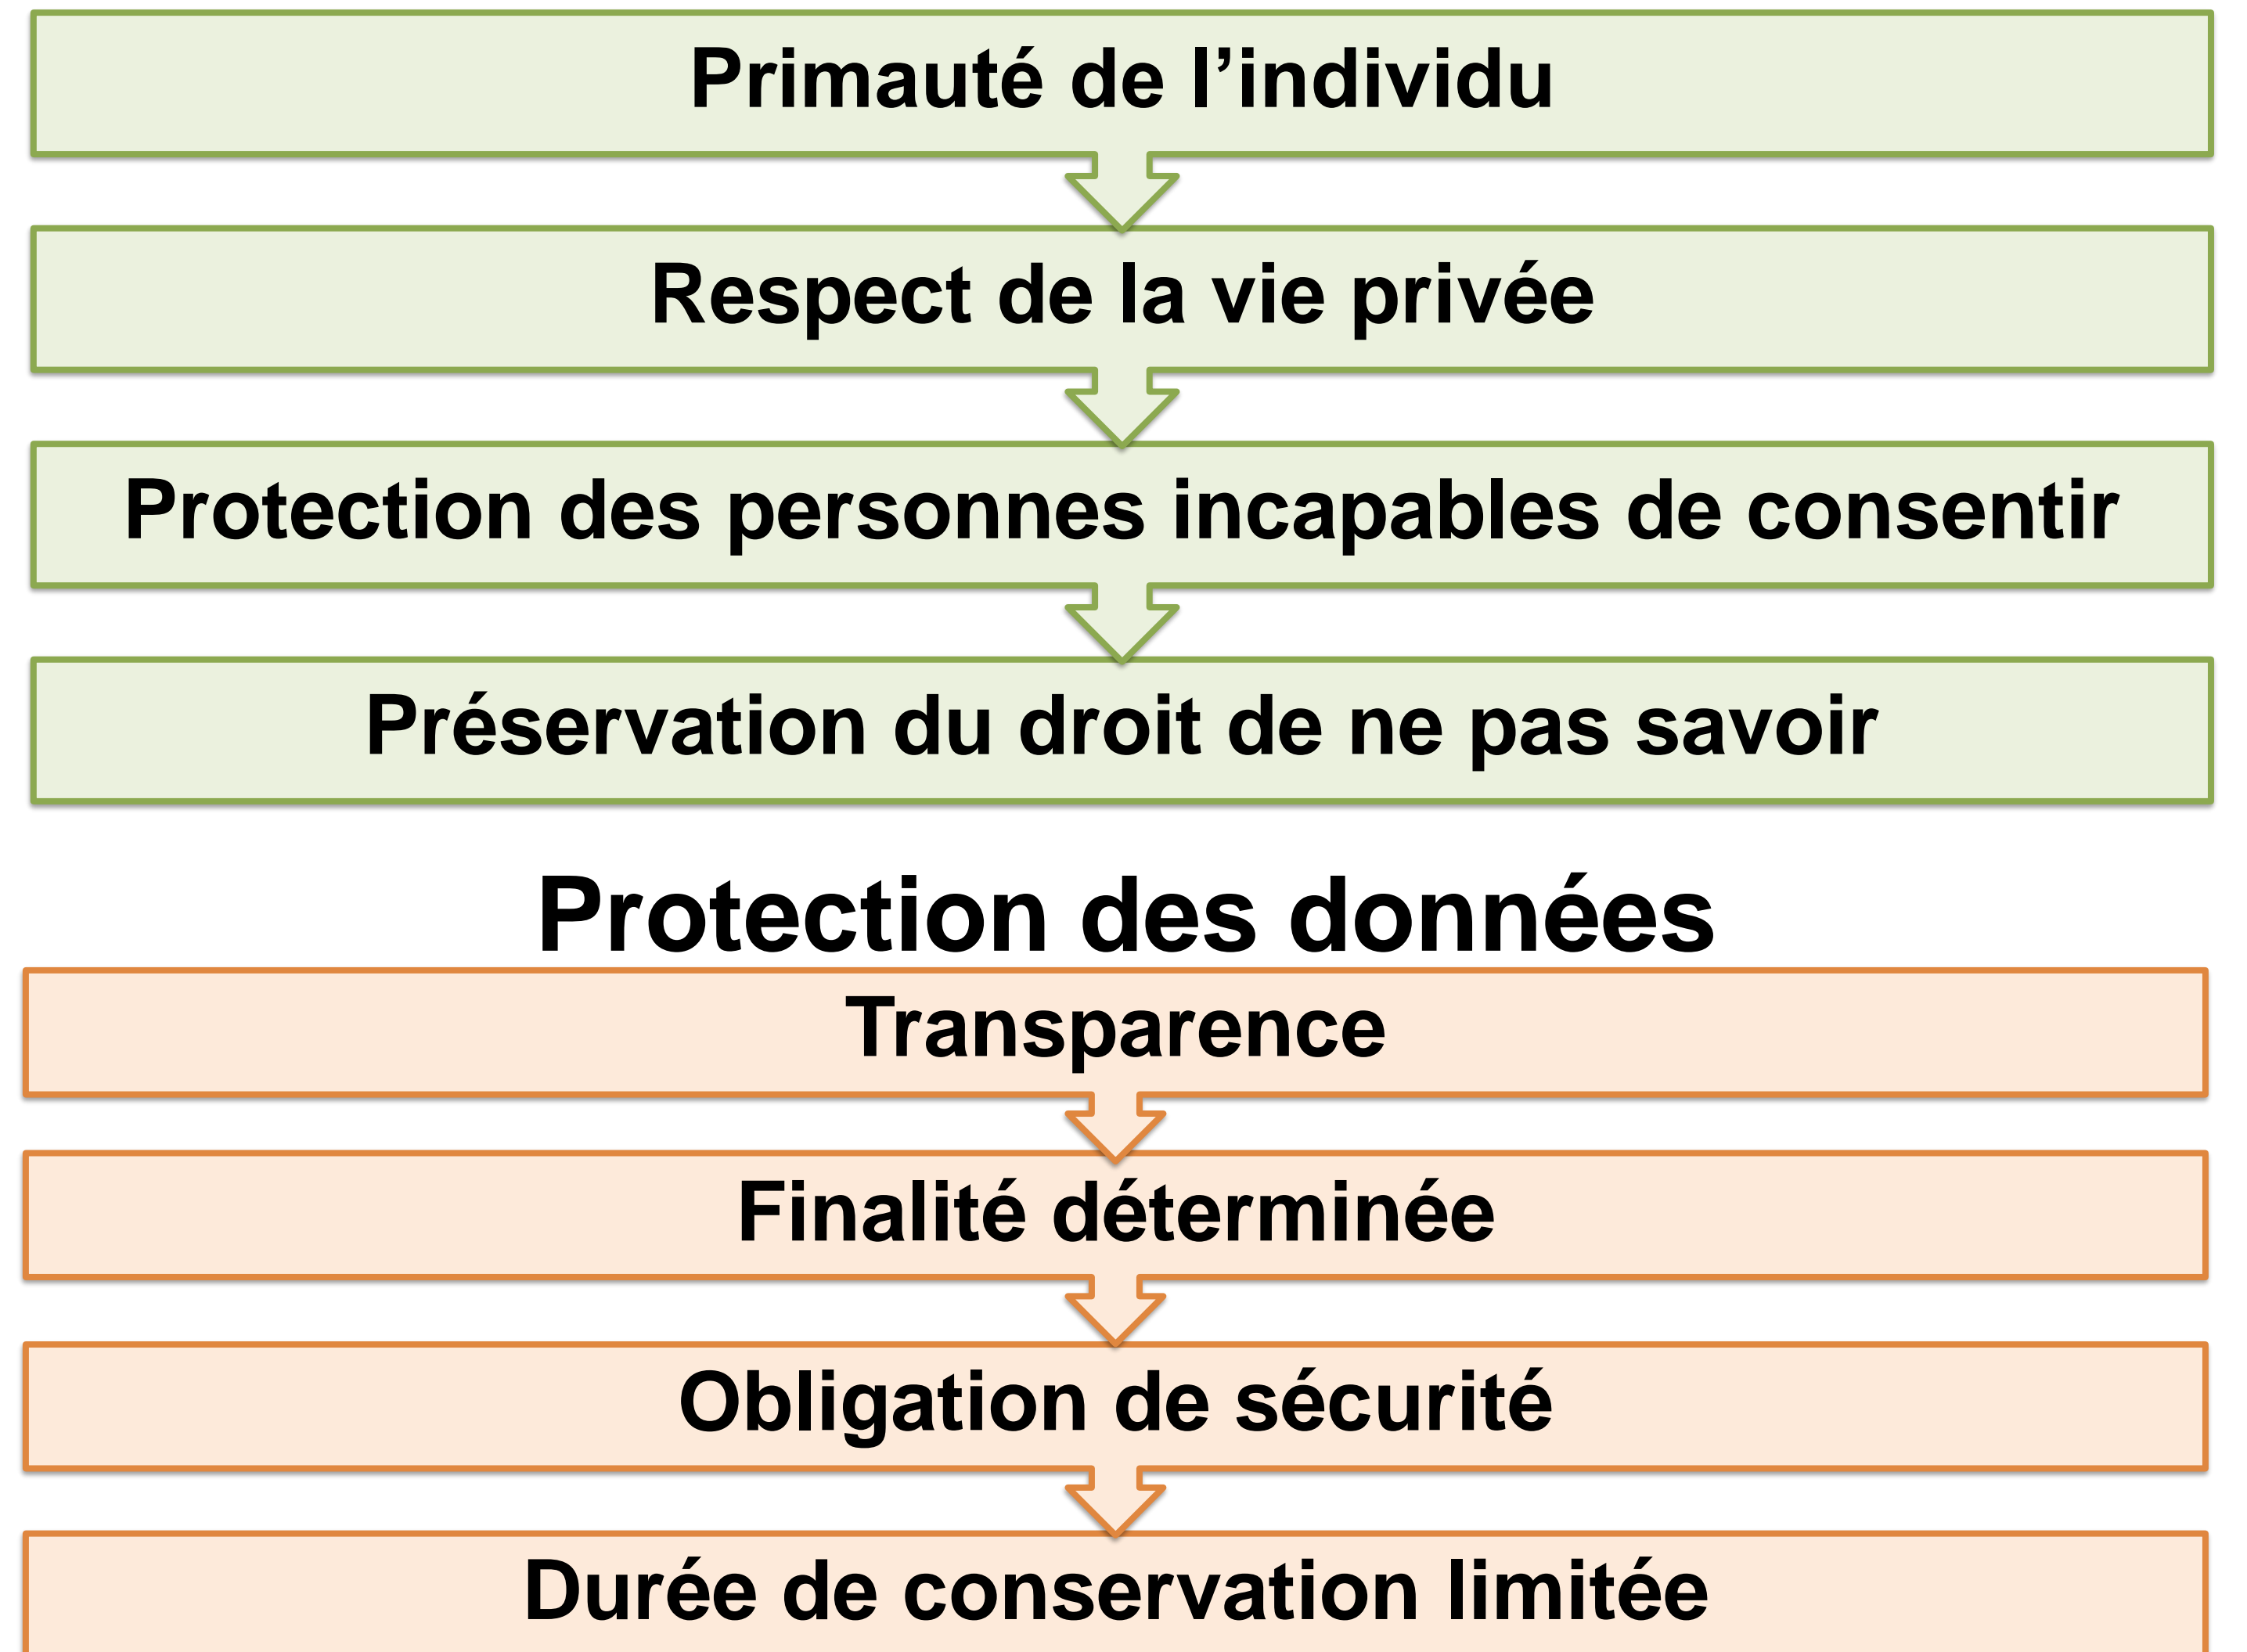 Primauté de l’individu
Respect de la vie privée
Protection des personnes incapables de consentir
Préservation du droit de ne pas savoir
Protection des données
Transparence
Finalité déterminée
Obligation de sécurité
Durée de conservation limitée